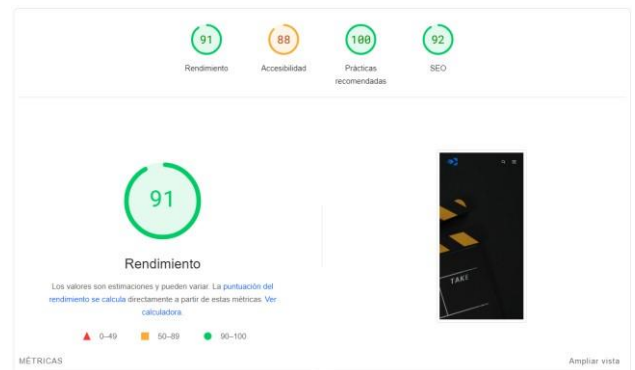 91
88
100
92
Rendimiento
Accesibilidad
Prácticas
recomendadas
SEO
91
Rendimiento
Los valores son estimaciones y pueden variar. La puntuación del
rendimiento se calcula directamente a partir de estas métricas. Ver
calculadora.
0–49
50–89
90–100
TAKE
MÉTRICAS
Ampliar vista